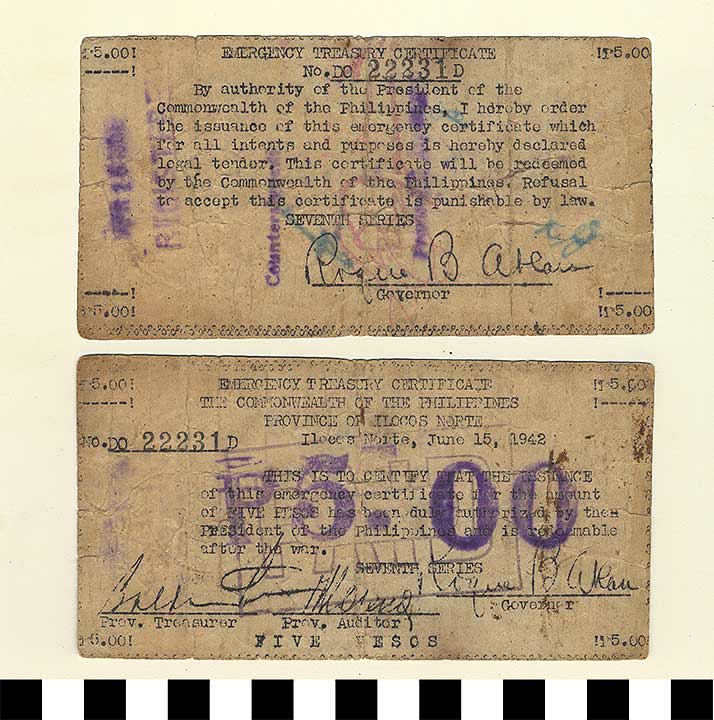 ₱5.00! EMERGENCY TREASURY CERTIFICATE !₱5.00
No. DO 22231 D
By authority of the President of the
Commonwealth of the Philippines, I hereby order
the issuance of this emergency certificate which
for all intents and purposes is hereby declared
legal tender. This certificate will be redeemed
by the Commonwealth of the Philippines. Refusal
to accept this certificate is punishable by law.
SEVENTH SERIES
Roque B Ablan
Governor
₱5.00! !₱5.00
₱5.00! EMERGENCY TREASURY CERTIFICATE !₱5.00
THE COMMONWEALTH OF THE PHILIPPINES
PROVINCE OF ILOCOS NORTE
No. DO 22231 D Ilocos Norte, June 15, 1942
THIS IS TO CERTIFY THAT THE ISSUANCE
of this emergency certificate for the amount
of FIVE PESOS has been duly authorized by the
President of the Philippines and is redeemable
after the war.
₱5.00
SEVENTH SERIES
Roque B Ablan
Prov. Treasurer Prov. Auditor Governor
₱5.00! FIVE PESOS !₱5.00